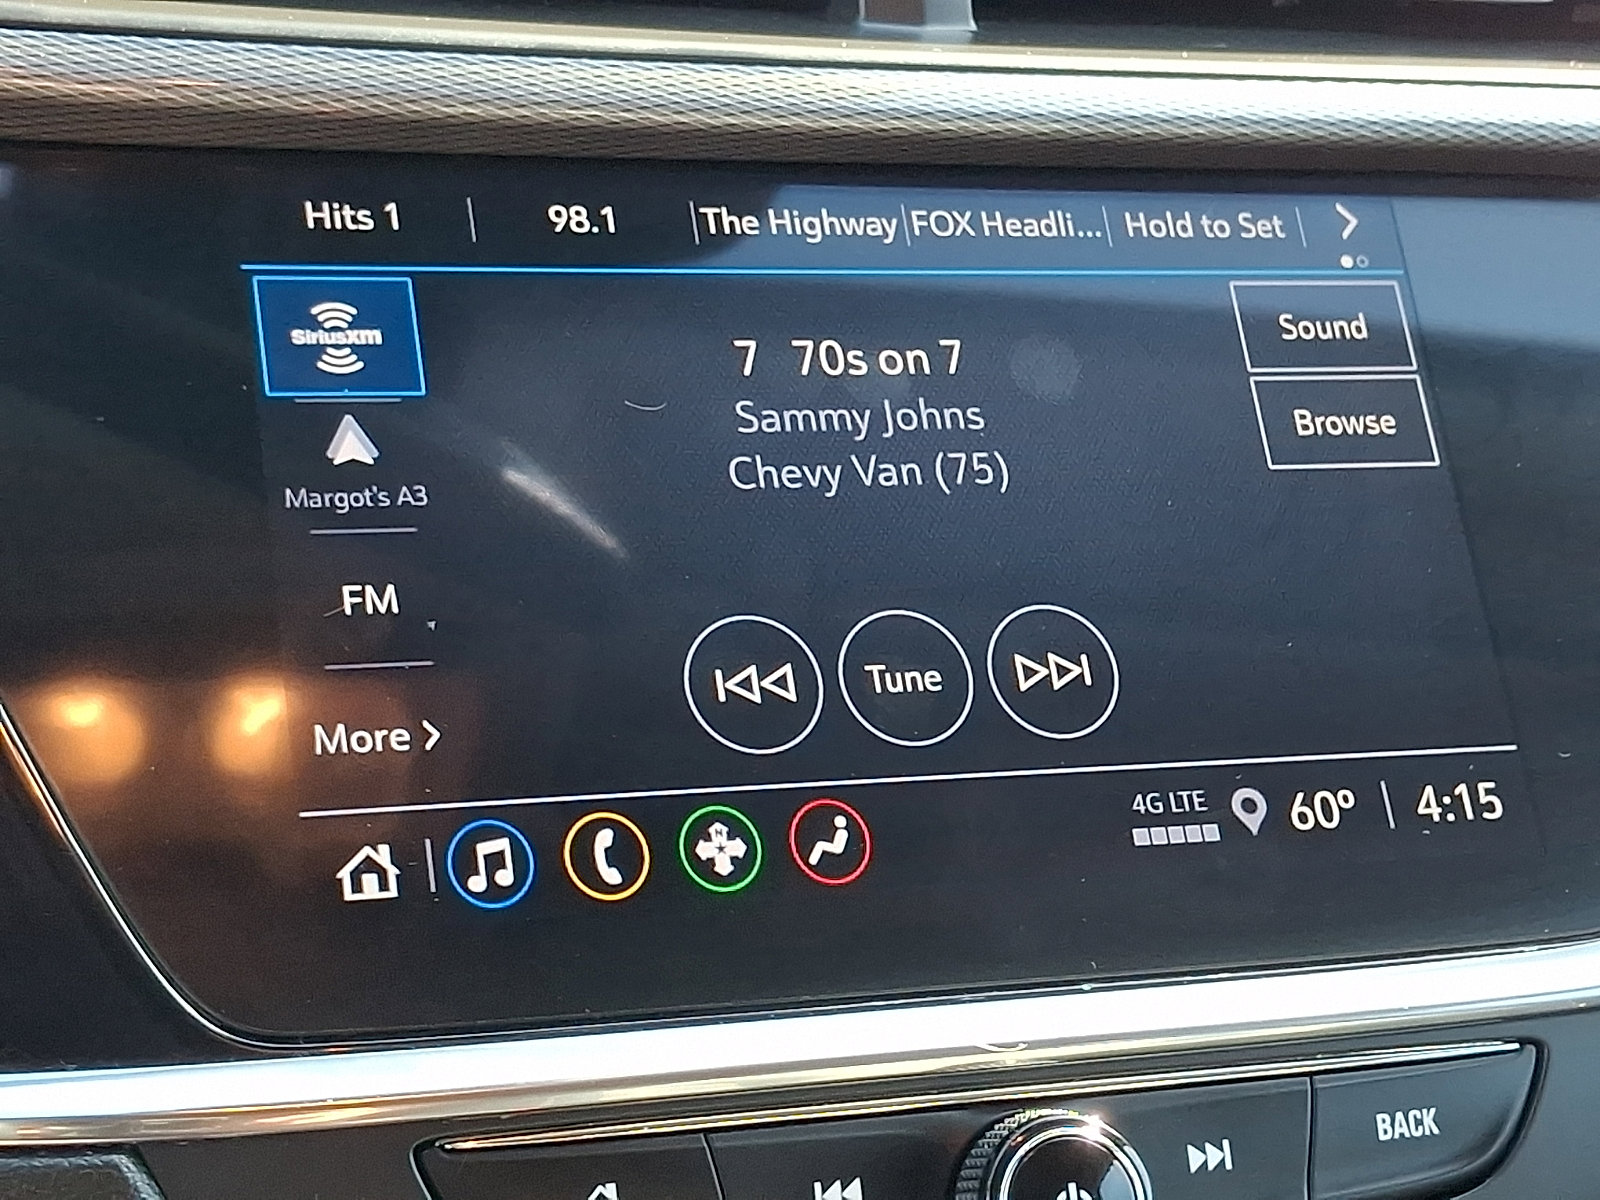 Hits 1 | 98.1 | The Highway | FOX Headli... | Hold to Set | >
SiriusXM
7 70s on 7
Sammy Johns
Chevy Van (75)
Sound
Browse
Margot's A3
FM
More >
Tune
4G LTE
60° | 4:15
N
BACK